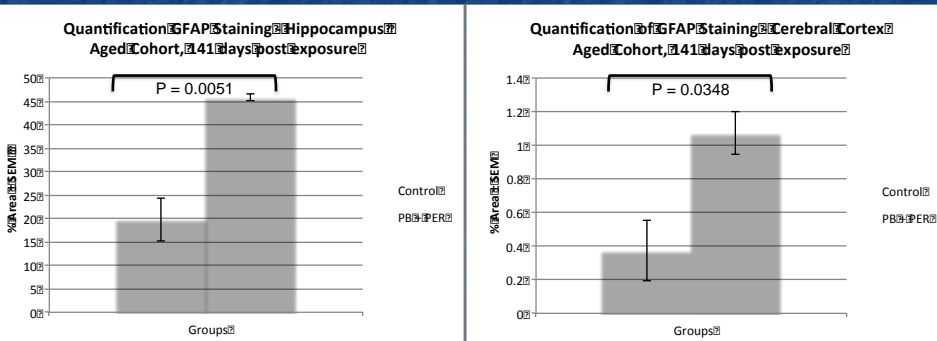 Quantification GFAP Staining - Hippocampus
Aged Cohort, 141 days post exposure
P = 0.0051
50
45
40
35
30
25
20
15
10
5
0
% Area ± SEM
Groups
Control
PB + PER
Quantification of GFAP Staining - Cerebral Cortex
Aged Cohort, 141 days post exposure
P = 0.0348
1.4
1.2
1
0.8
0.6
0.4
0.2
0
% Area ± SEM
Groups
Control
PB + PER